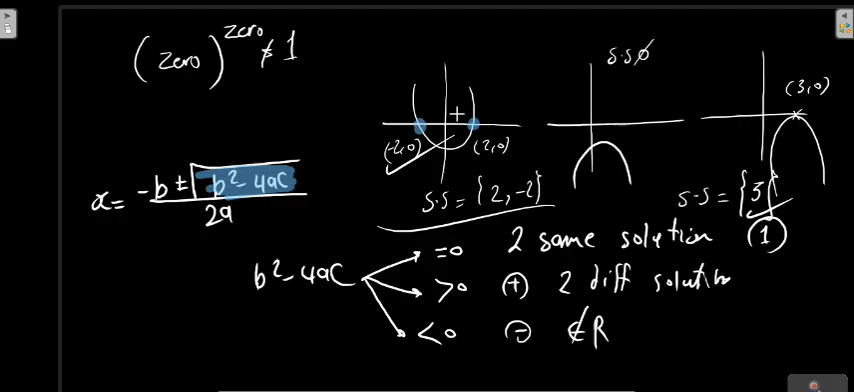 (zero)^zero ≠ 1
s.s ∅
(3,0)
(-2,0) (2,0)
x = -b ± √b² - 4ac / 2a
s.s = {2, -2}
s.s = {3}
b² - 4ac
=0 2 same solution (1)
>0 (+) 2 diff solution
<0 (-) ∉ R